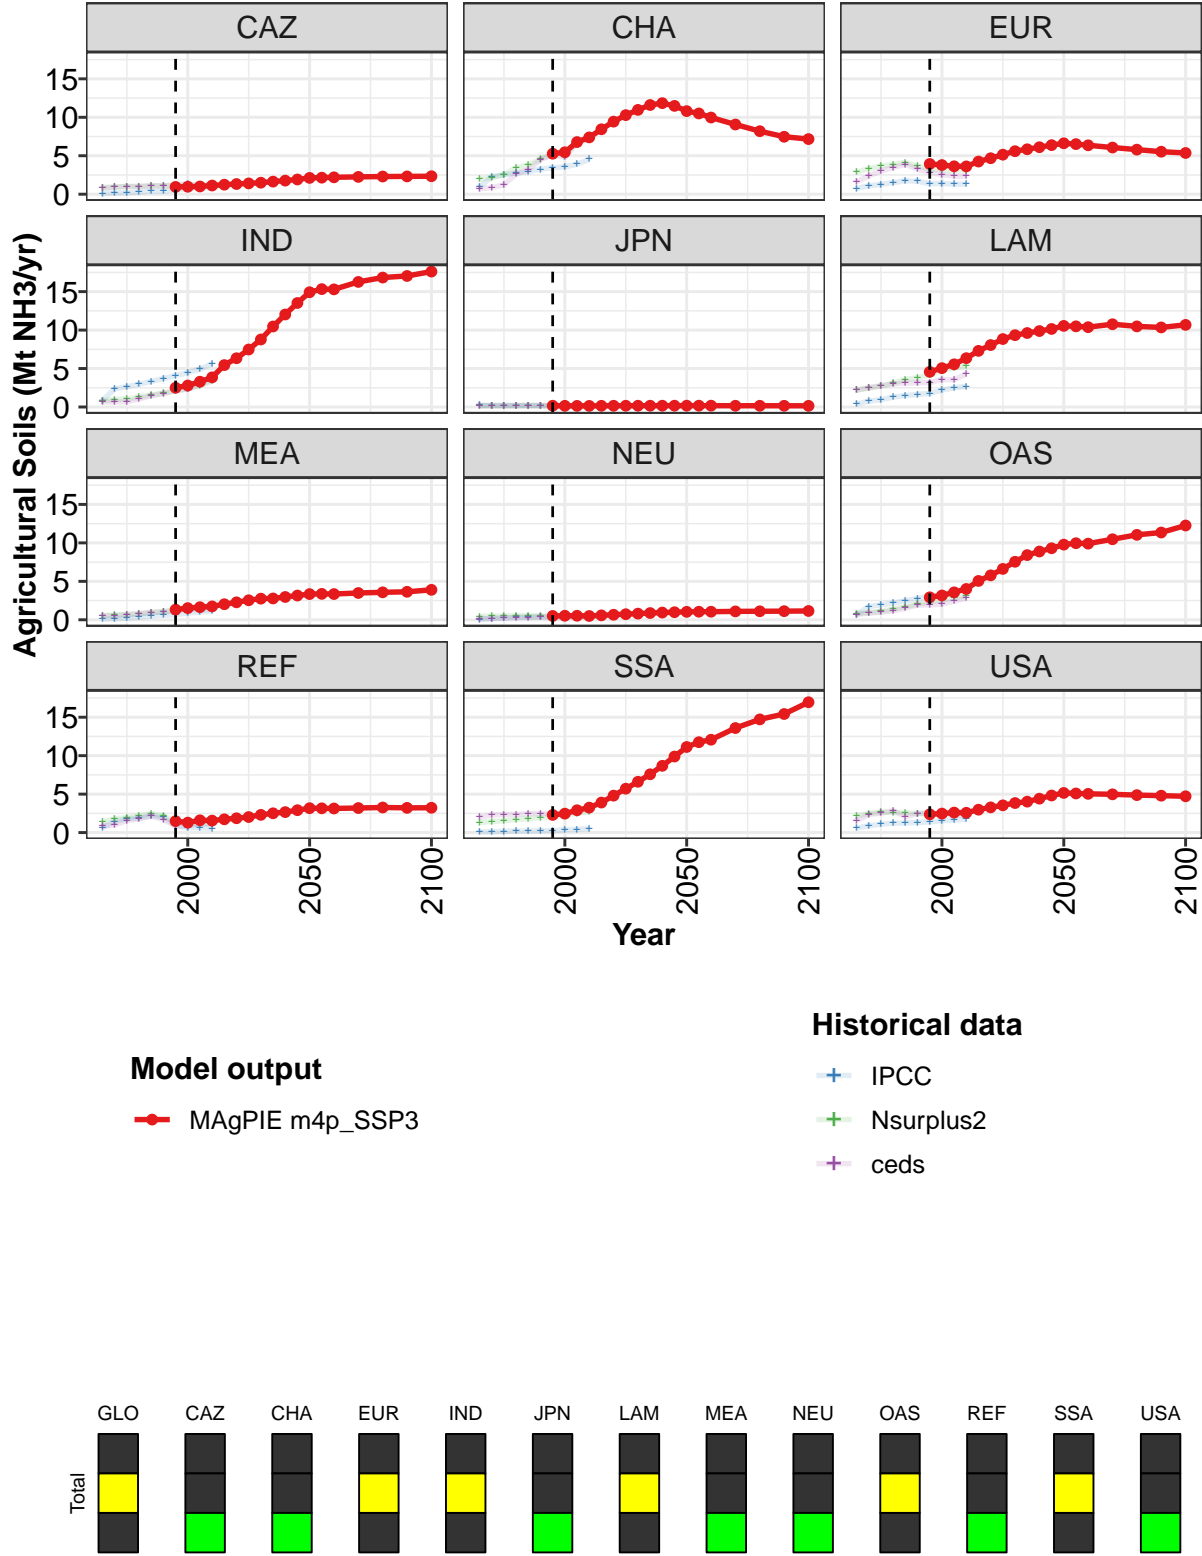 CAZ CHA EUR
15
10
5
0
IND JPN LAM
15
10
5
0
MEA NEU OAS
15
10
5
0
REF SSA USA
15
10
5
0
Agricultural Soils (Mt NH3/yr)
2000 2050 2100 2000 2050 2100 2000 2050 2100
Year
Model output
MAgPIE m4p_SSP3
Historical data
IPCC
Nsurplus2
ceds
GLO CAZ CHA EUR IND JPN LAM MEA NEU OAS REF SSA USA
Total